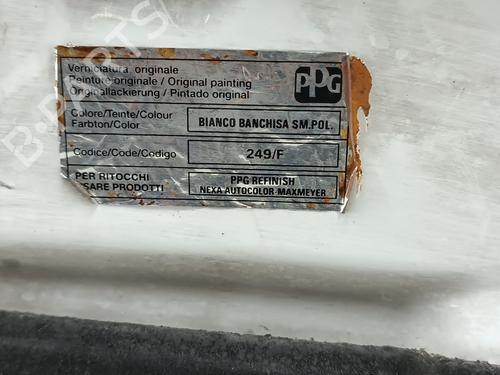 Verniciatura originale
Peinture originale / Original painting
Originallackierung / Pintado original
PPG
Colore/Teinte/Colour
Farbton/Color
BIANCO BANCHISA SM.POL.
Codice/Code/Codigo
249/F
PER RITOCCHI
SARE PRODOTTI
PPG REFINISH
NEXA AUTOCOLOR-MAXMEYER
B-PARTS